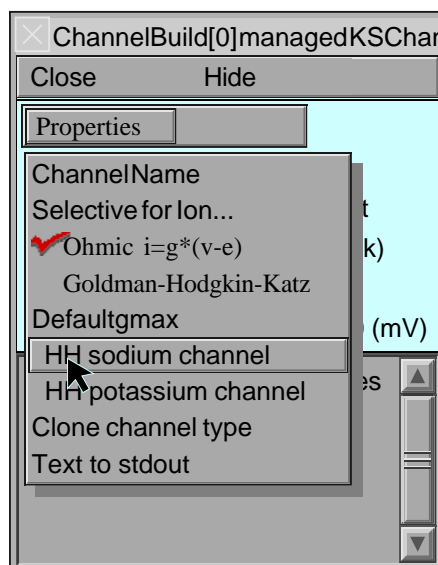 ChannelBuild[0]managedKSChar
Close Hide
Properties
ChannelName
Selective for Ion...
t
Ohmic i=g*(v-e)
k)
Goldman-Hodgkin-Katz
Defaultgmax
(mV)
HH sodium channel
HH potassium channel
es
Clone channel type
Text to stdout